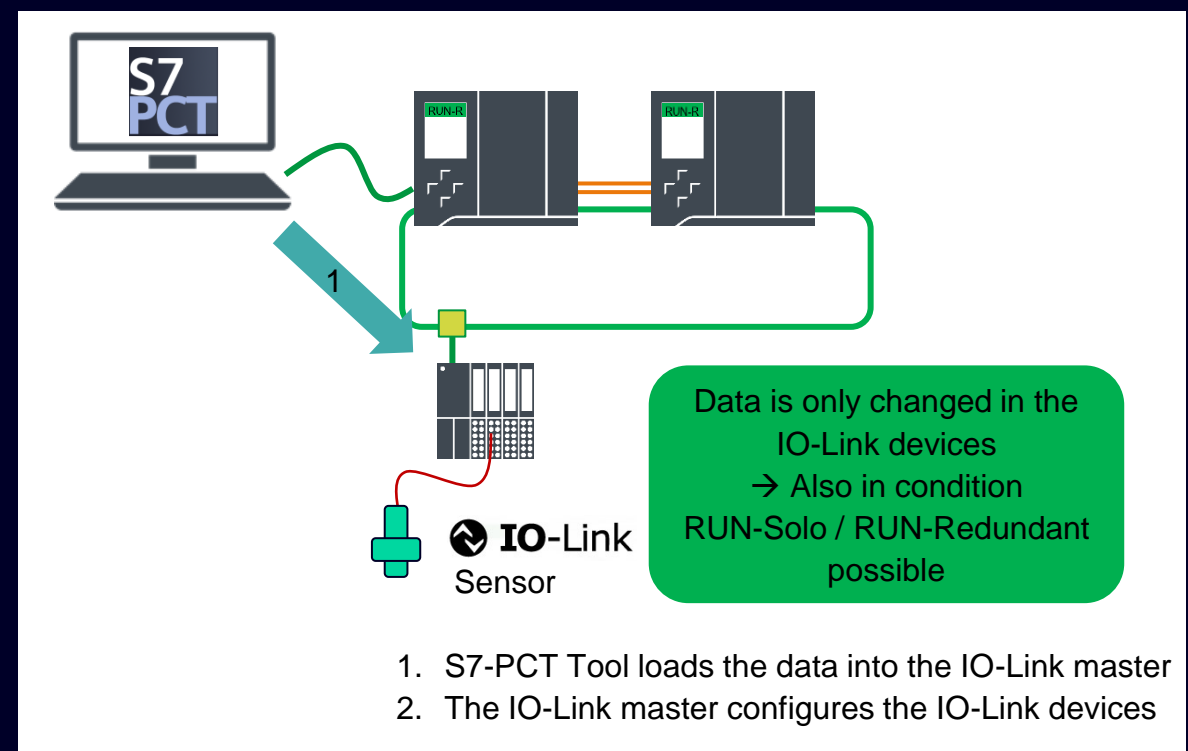 S7
PCT
RUN-R
RUN-R
1
Data is only changed in the
IO-Link devices
→ Also in condition
RUN-Solo / RUN-Redundant
possible
IO-Link
Sensor
1. S7-PCT Tool loads the data into the IO-Link master
2. The IO-Link master configures the IO-Link devices